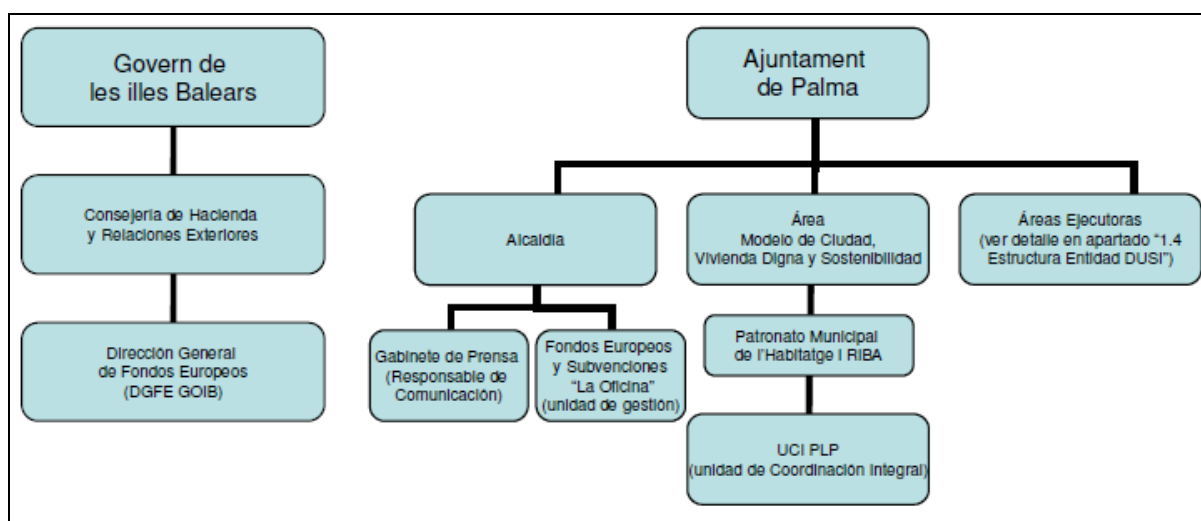 Govern de
les illes Balears
Consejería de Hacienda
y Relaciones Exteriores
Dirección General
de Fondos Europeos
(DGFE GOIB)
Ajuntament
de Palma
Alcaldia
Área
Modelo de Ciudad,
Vivienda Digna y Sostenibilidad
Áreas Ejecutoras
(ver detalle en apartado "1.4
Estructura Entidad DUSI")
Gabinete de Prensa
(Responsable de
Comunicación)
Fondos Europeos
y Subvenciones
"La Oficina"
(unidad de gestión)
Patronato Municipal
de l'Habitatge I RIBA
UCI PLP
(unidad de Coordinación Integral)